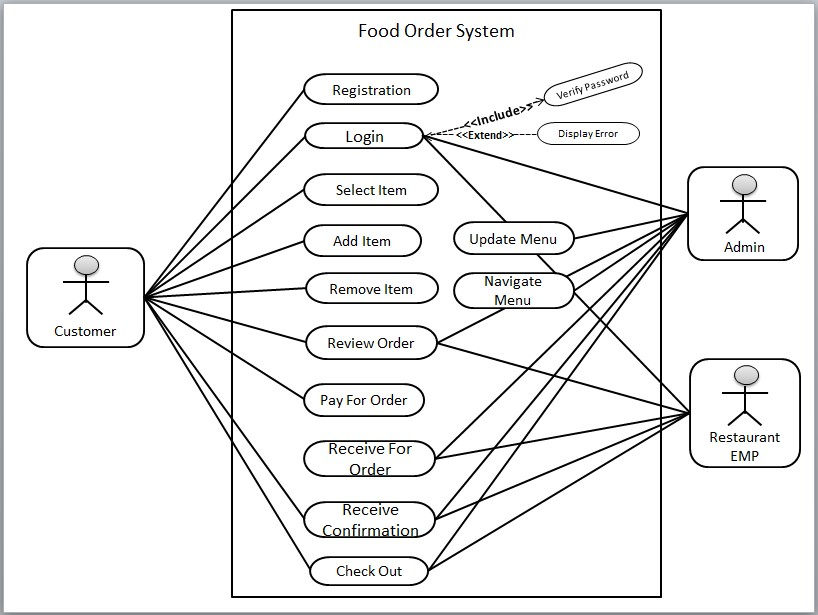 Food Order System
Registration
Verify Password
<<Include>>
Login
<<Extend>>
Display Error
Select Item
Add Item
Update Menu
Admin
Remove Item
Navigate
Menu
Customer
Review Order
Pay For Order
Restaurant
EMP
Receive For
Order
Receive
Confirmation
Check Out